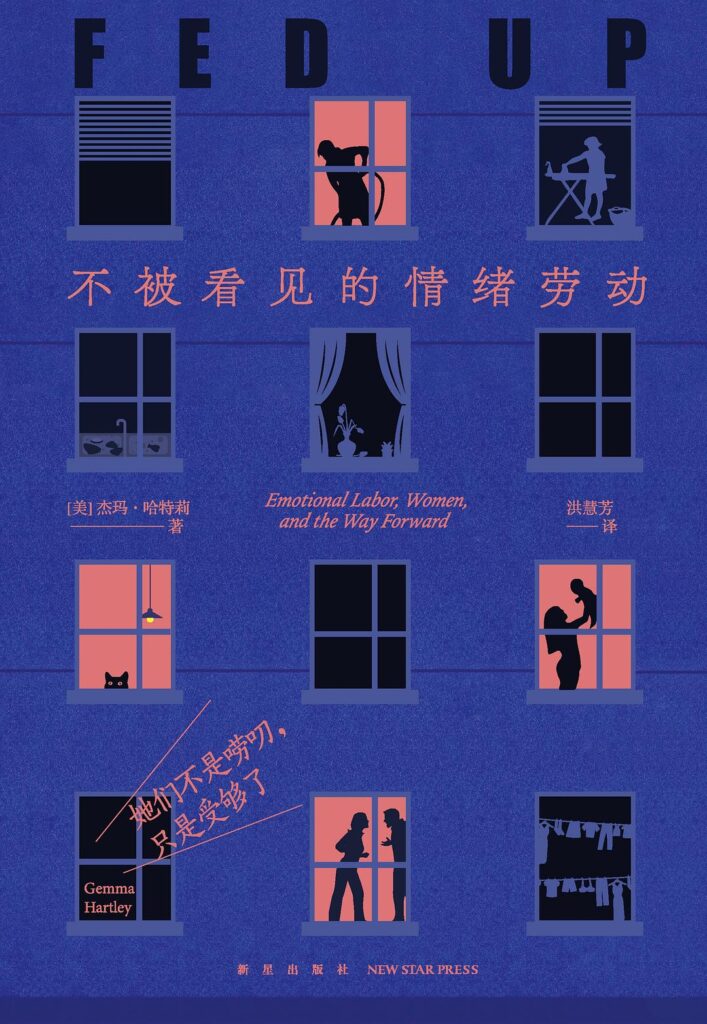 FED UP
不被看见的情绪劳动
[美] 杰玛·哈特莉
著
Emotional Labor, Women,
and the Way Forward
洪慧芳
译
她们不是唠叨，
只是受够了
Gemma
Hartley
新星出版社 NEW STAR PRESS